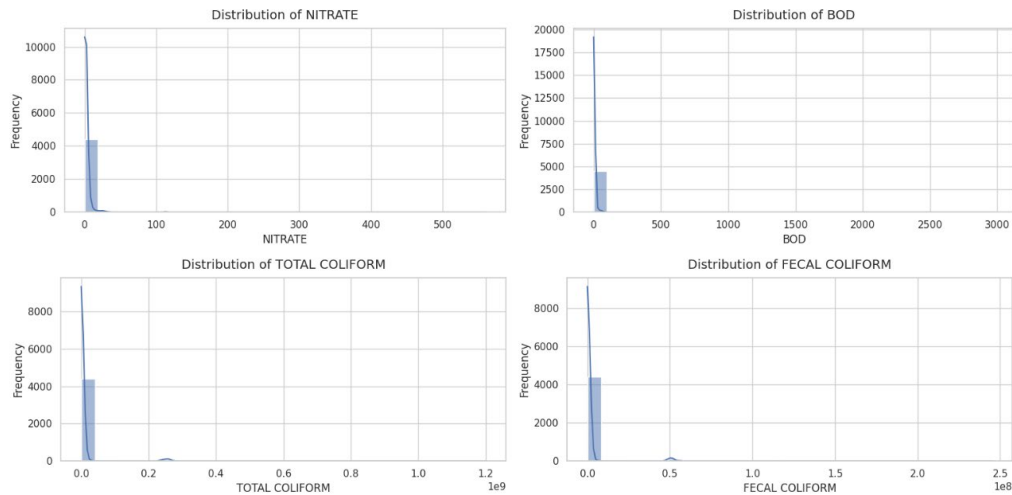 Distribution of NITRATE
10000
8000
6000
4000
2000
0
Frequency
0 100 200 300 400 500
NITRATE
Distribution of BOD
20000
17500
15000
12500
10000
7500
5000
2500
0
Frequency
0 500 1000 1500 2000 2500 3000
BOD
Distribution of TOTAL COLIFORM
8000
6000
4000
2000
0
Frequency
0.0 0.2 0.4 0.6 0.8 1.0 1.2
1e9
TOTAL COLIFORM
Distribution of FECAL COLIFORM
8000
6000
4000
2000
0
Frequency
0.0 0.5 1.0 1.5 2.0 2.5
1e8
FECAL COLIFORM